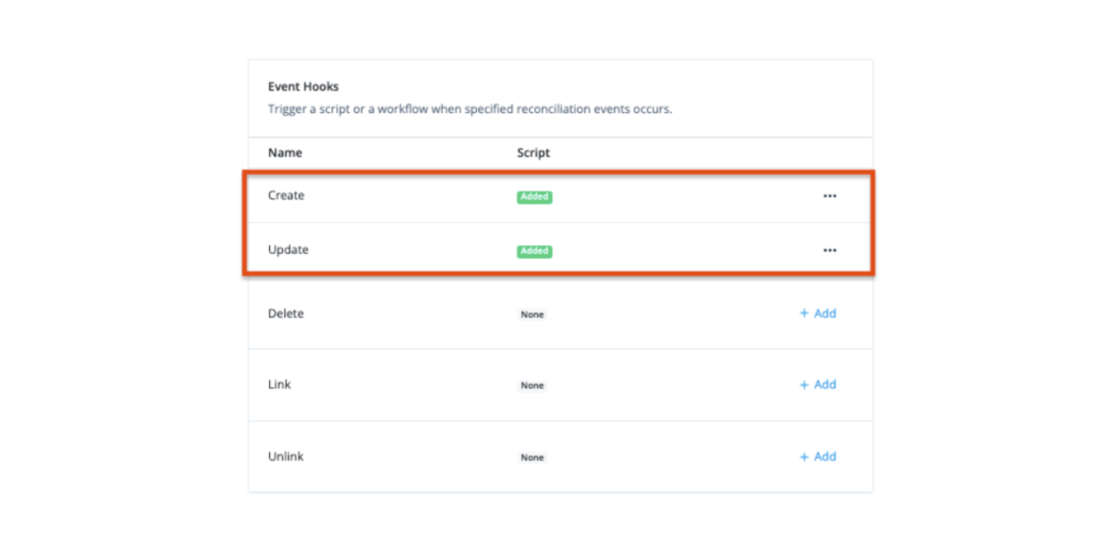 Event Hooks
Trigger a script or a workflow when specified reconciliation events occurs.
Name Script
Create Added ...
Update Added ...
Delete None + Add
Link None + Add
Unlink None + Add